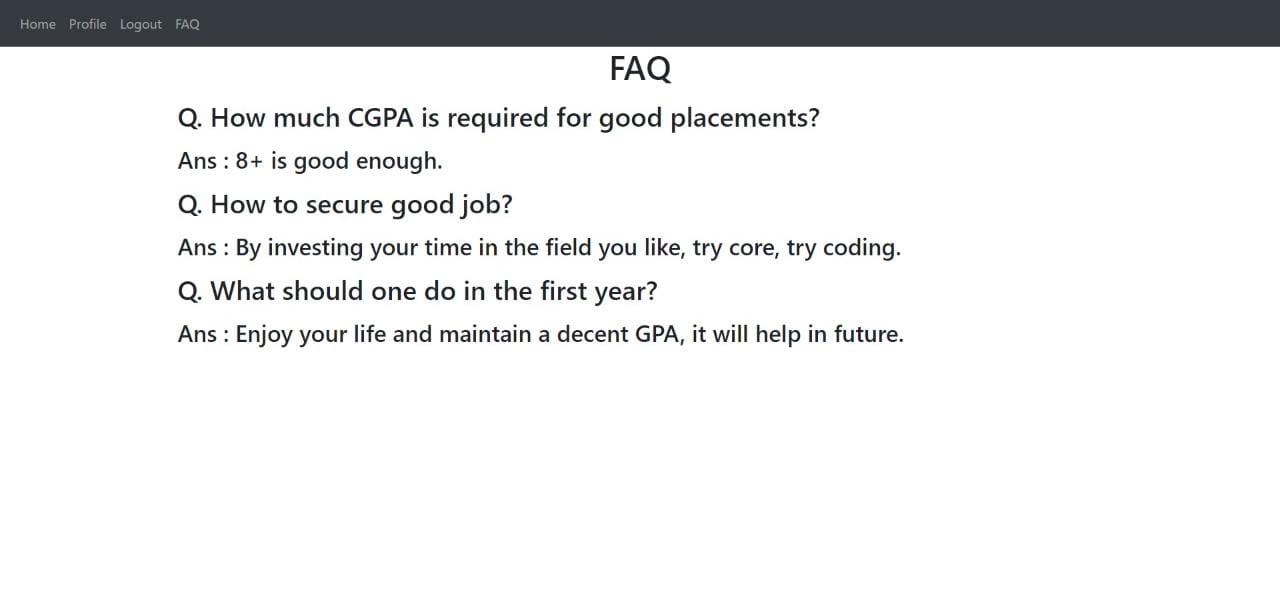 Home Profile Logout FAQ
FAQ
Q. How much CGPA is required for good placements?
Ans : 8+ is good enough.
Q. How to secure good job?
Ans : By investing your time in the field you like, try core, try coding.
Q. What should one do in the first year?
Ans : Enjoy your life and maintain a decent GPA, it will help in future.